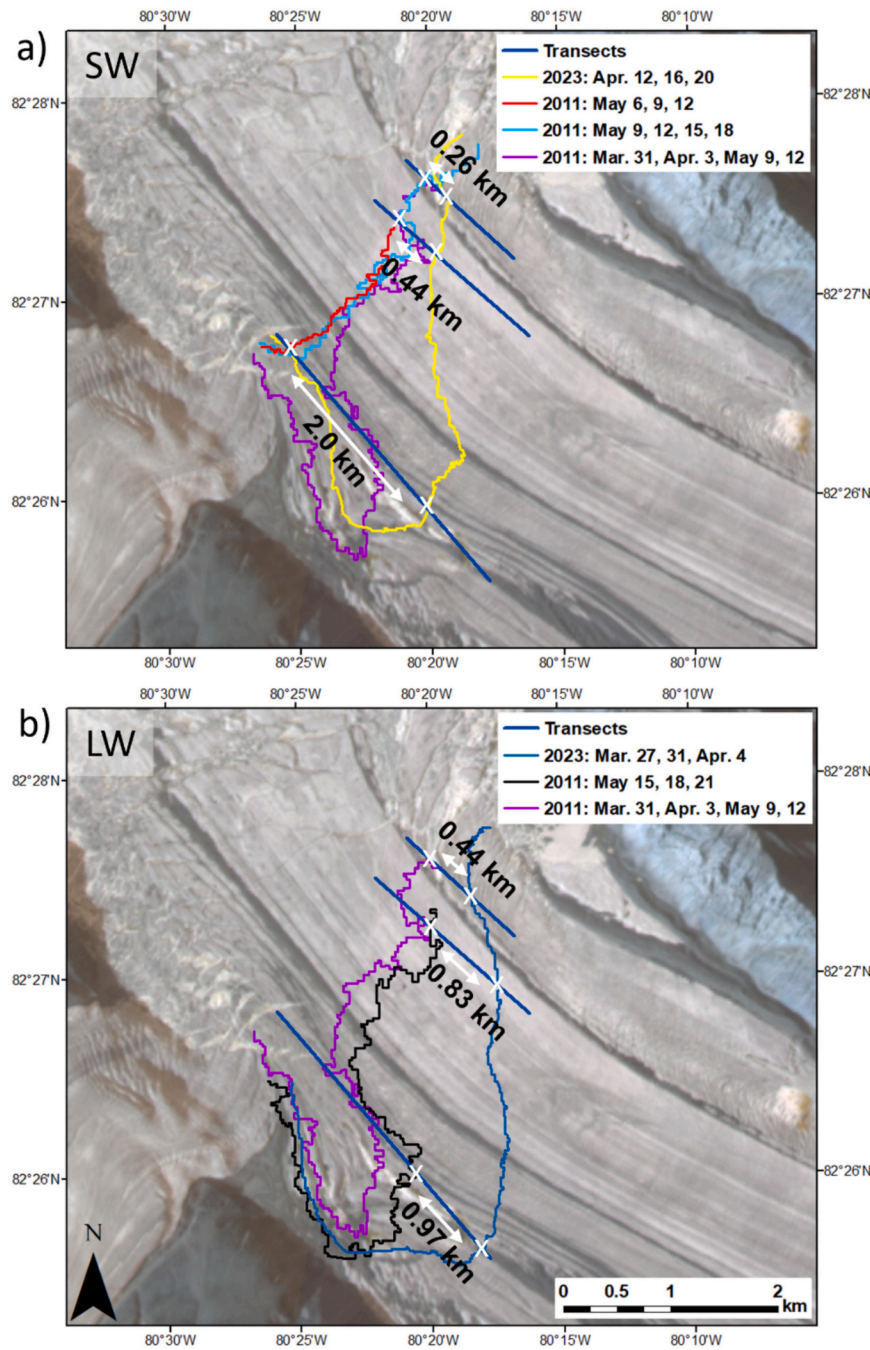 80°25'W 80°20'W 80°15'W 80°10'W
a) SW
Transects
2023: Apr. 12, 16, 20
2011: May 6, 9, 12
2011: May 9, 12, 15, 18
2011: Mar. 31, Apr. 3, May 9, 12
82°28'N 82°28'N
0.26 km
0.44 km
82°27'N 82°27'N
2.0 km
82°26'N 82°26'N
80°30'W 80°25'W 80°20'W 80°15'W 80°10'W
80°25'W 80°20'W 80°15'W 80°10'W
b) LW
Transects
2023: Mar. 27, 31, Apr. 4
2011: May 15, 18, 21
2011: Mar. 31, Apr. 3, May 9, 12
82°28'N 82°28'N
0.44 km
0.83 km
82°27'N 82°27'N
82°26'N 82°26'N
0.97 km
N
0 0.5 1 2
km
80°30'W 80°25'W 80°20'W 80°15'W 80°10'W